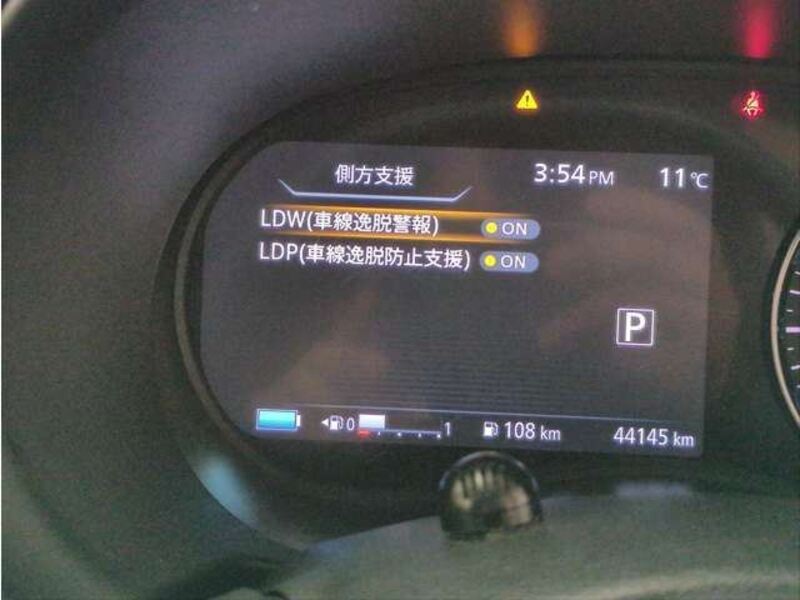 側方支援
3:54 PM
11℃
LDW(車線逸脱警報)
ON
LDP(車線逸脱防止支援)
ON
P
0
1
108 km
44145 km